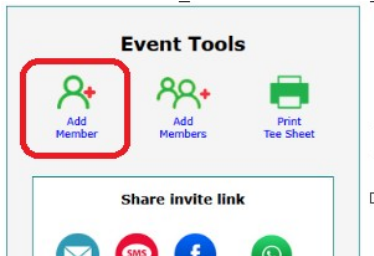 Event Tools
Add
Member
Add
Members
Print
Tee Sheet
Share invite link
SMS